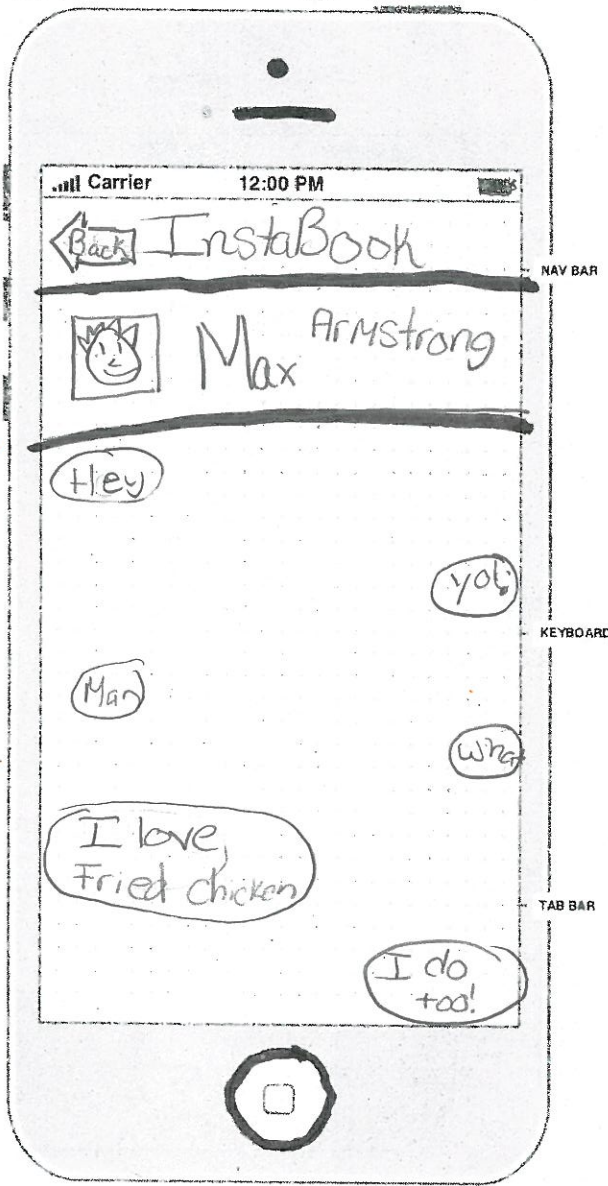 Carrier 12:00 PM
Back InstaBook
NAV BAR
Max Armstrong
Hey
yo!
KEYBOARD
Man
what
I love,
Fried chicken
TAB BAR
I do
too!